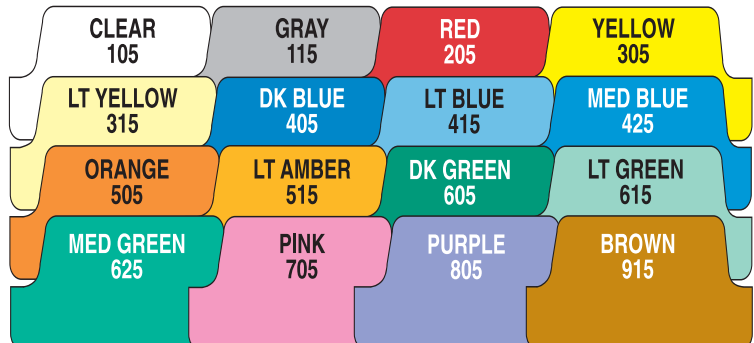 CLEAR
105
GRAY
115
RED
205
YELLOW
305
LT YELLOW
315
DK BLUE
405
LT BLUE
415
MED BLUE
425
ORANGE
505
LT AMBER
515
DK GREEN
605
LT GREEN
615
MED GREEN
625
PINK
705
PURPLE
805
BROWN
915